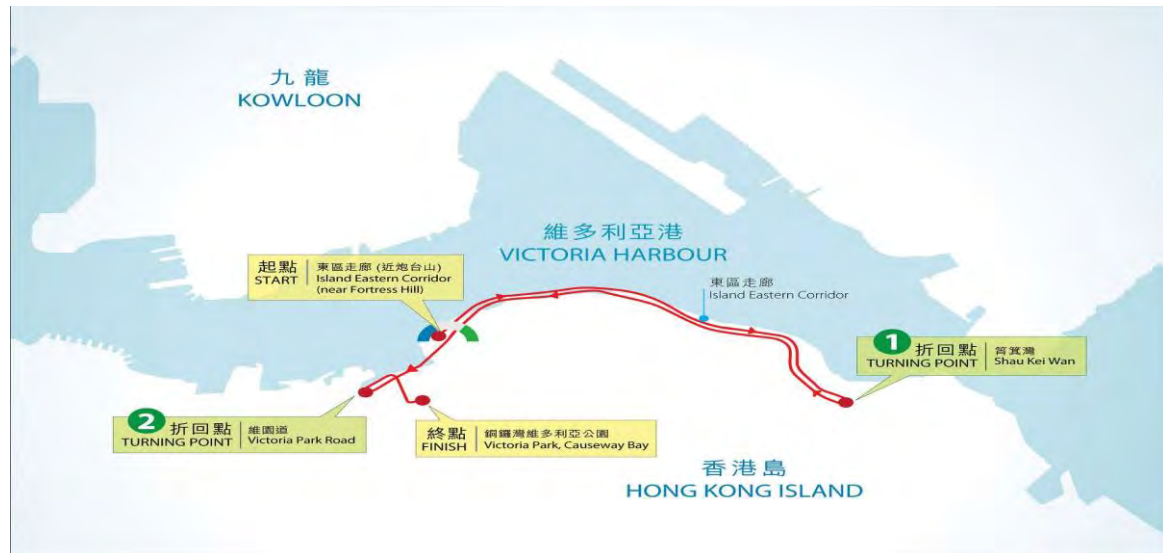 九龍
KOWLOON
維多利亞港
VICTORIA HARBOUR
起點
START
東區走廊 (近炮台山)
Island Eastern Corridor
(near Fortress Hill)
東區走廊
Island Eastern Corridor
1 折回點
TURNING POINT
筲箕灣
Shau Kei Wan
2 折回點
TURNING POINT
維園道
Victoria Park Road
終點
FINISH
銅鑼灣維多利亞公園
Victoria Park, Causeway Bay
香港島
HONG KONG ISLAND